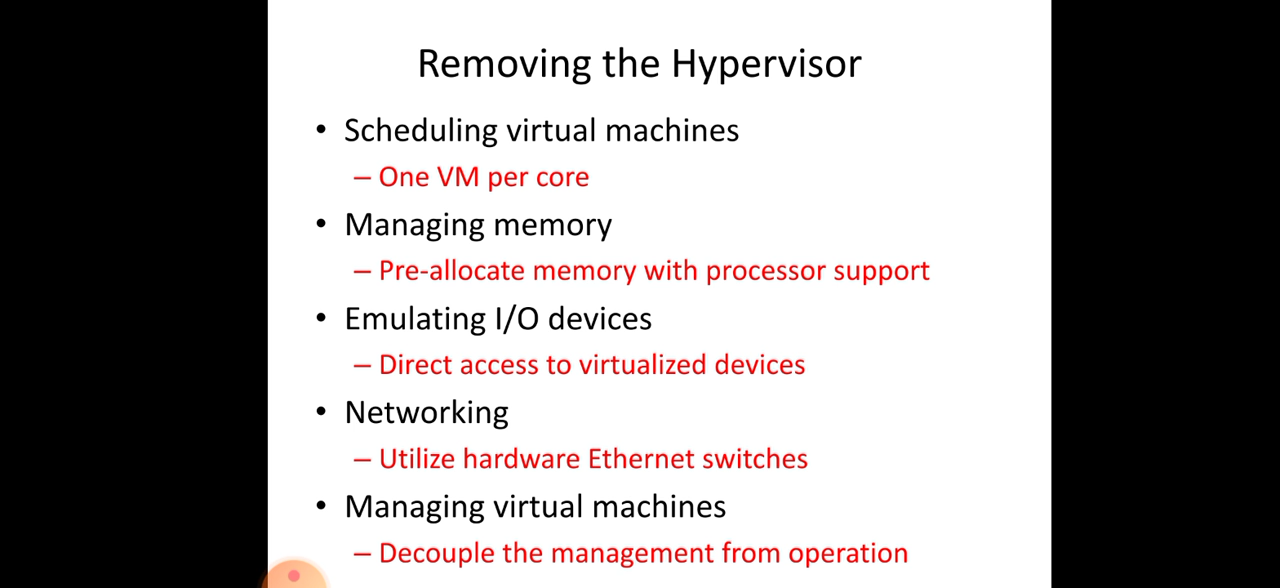 Removing the Hypervisor
• Scheduling virtual machines
– One VM per core
• Managing memory
– Pre-allocate memory with processor support
• Emulating I/O devices
– Direct access to virtualized devices
• Networking
– Utilize hardware Ethernet switches
• Managing virtual machines
– Decouple the management from operation